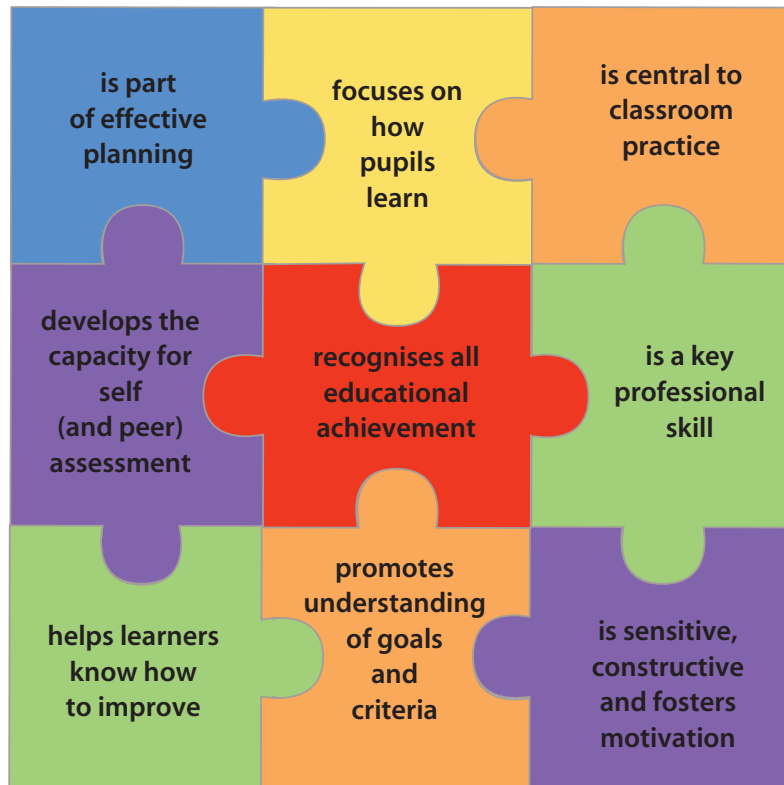 is part
of effective
planning
focuses on
how
pupils
learn
is central to
classroom
practice
develops the
capacity for
self
(and peer)
assessment
recognises all
educational
achievement
is a key
professional
skill
helps learners
know how
to improve
promotes
understanding
of goals
and
criteria
is sensitive,
constructive
and fosters
motivation